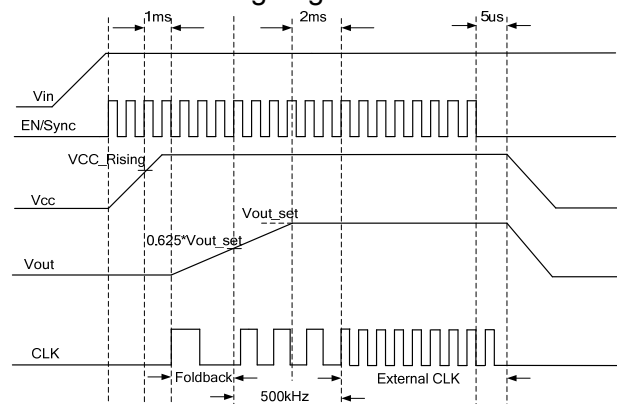 1ms
2ms
5us
Vin
EN/Sync
VCC_Rising
Vcc
Vout_set
0.625*Vout_set
Vout
CLK
Foldback
External CLK
500kHz